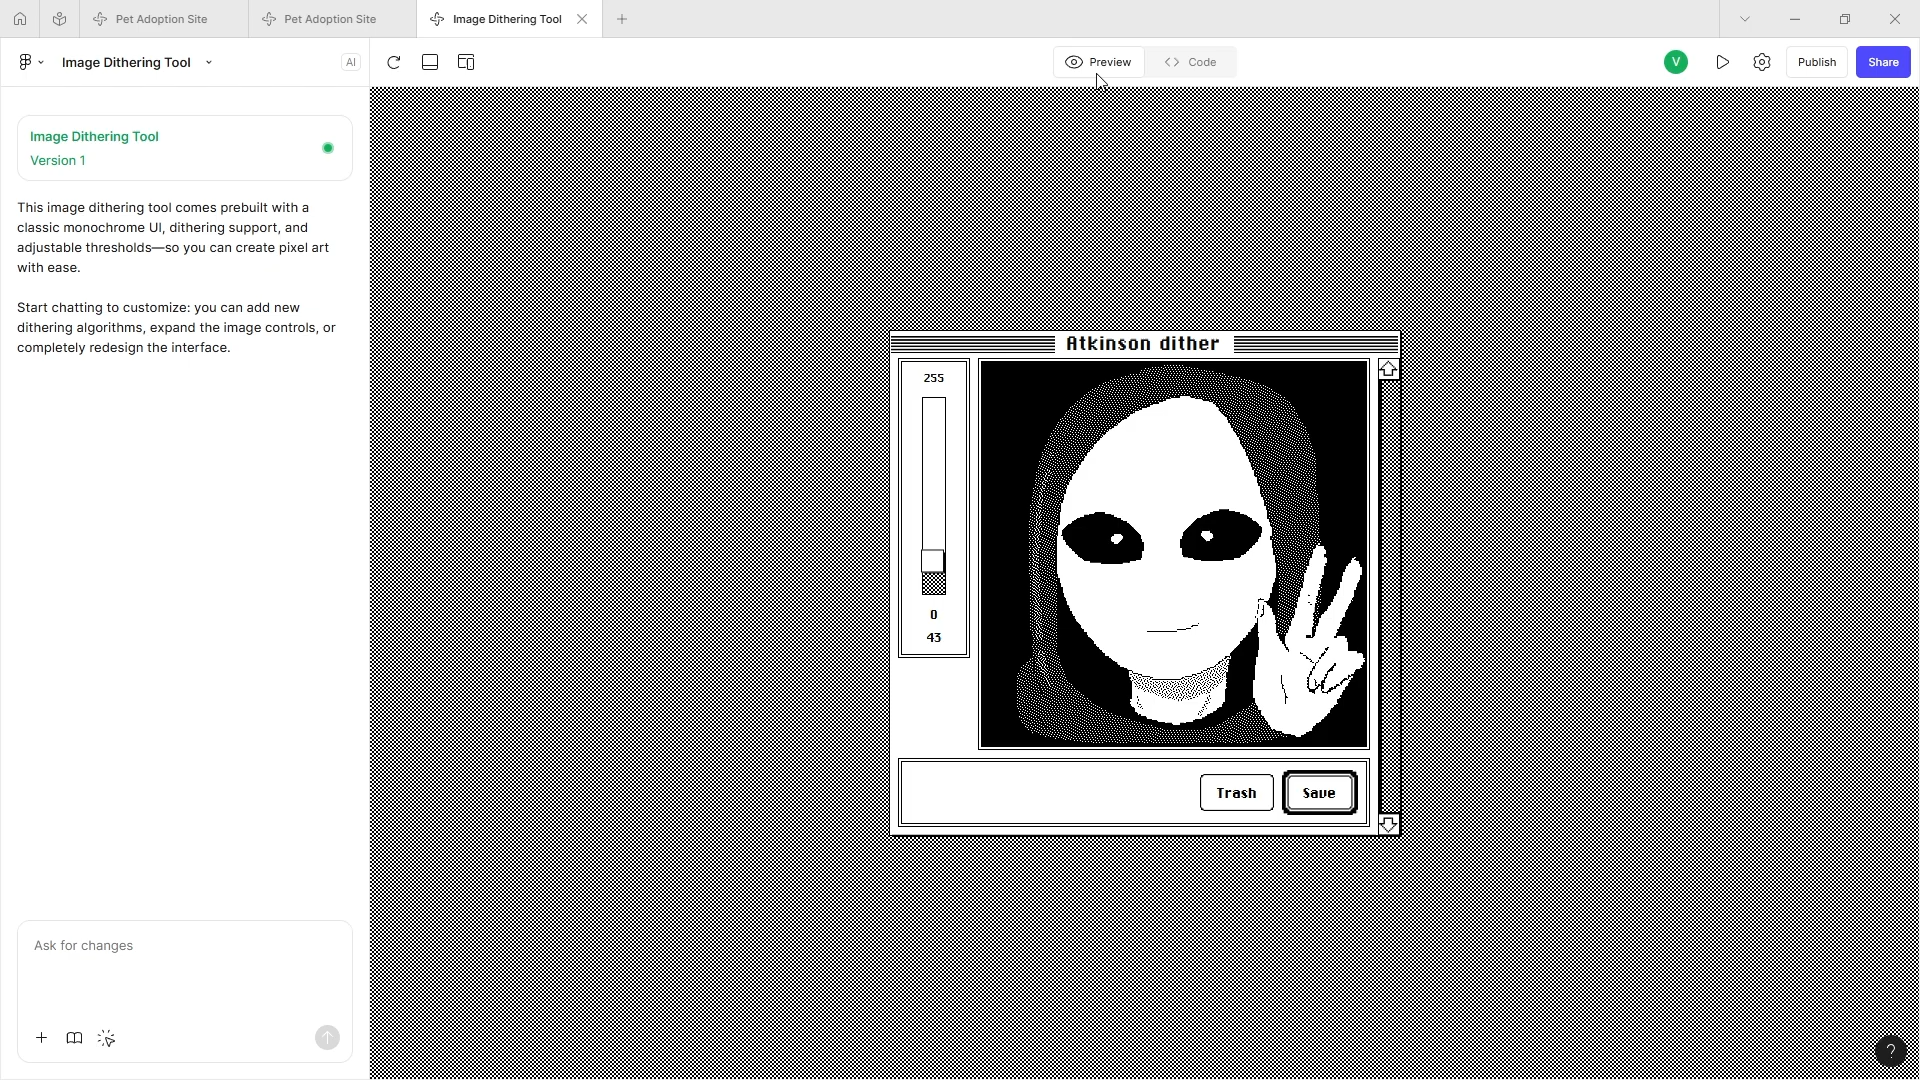 Pet Adoption Site
Pet Adoption Site
Image Dithering Tool
Image Dithering Tool
AI
Preview
Code
V
Publish
Share
Image Dithering Tool
Version 1
This image dithering tool comes prebuilt with a
classic monochrome UI, dithering support, and
adjustable thresholds—so you can create pixel art
with ease.
Start chatting to customize: you can add new
dithering algorithms, expand the image controls, or
completely redesign the interface.
Atkinson dither
255
0
43
Trash
Save
Ask for changes
?